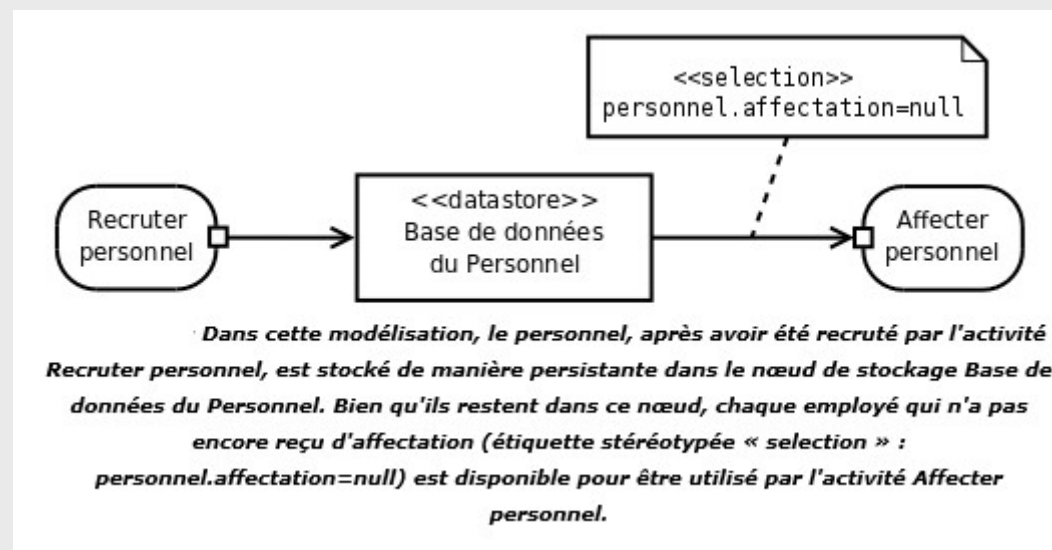 <<selection>>
personnel.affectation=null
Recruter
personnel
<<datastore>>
Base de données
du Personnel
Affecter
personnel
Dans cette modélisation, le personnel, après avoir été recruté par l'activité
Recruter personnel, est stocké de manière persistante dans le nœud de stockage Base de
données du Personnel. Bien qu'ils restent dans ce nœud, chaque employé qui n'a pas
encore reçu d'affectation (étiquette stéréotypée « selection » :
personnel.affectation=null) est disponible pour être utilisé par l'activité Affecter
personnel.